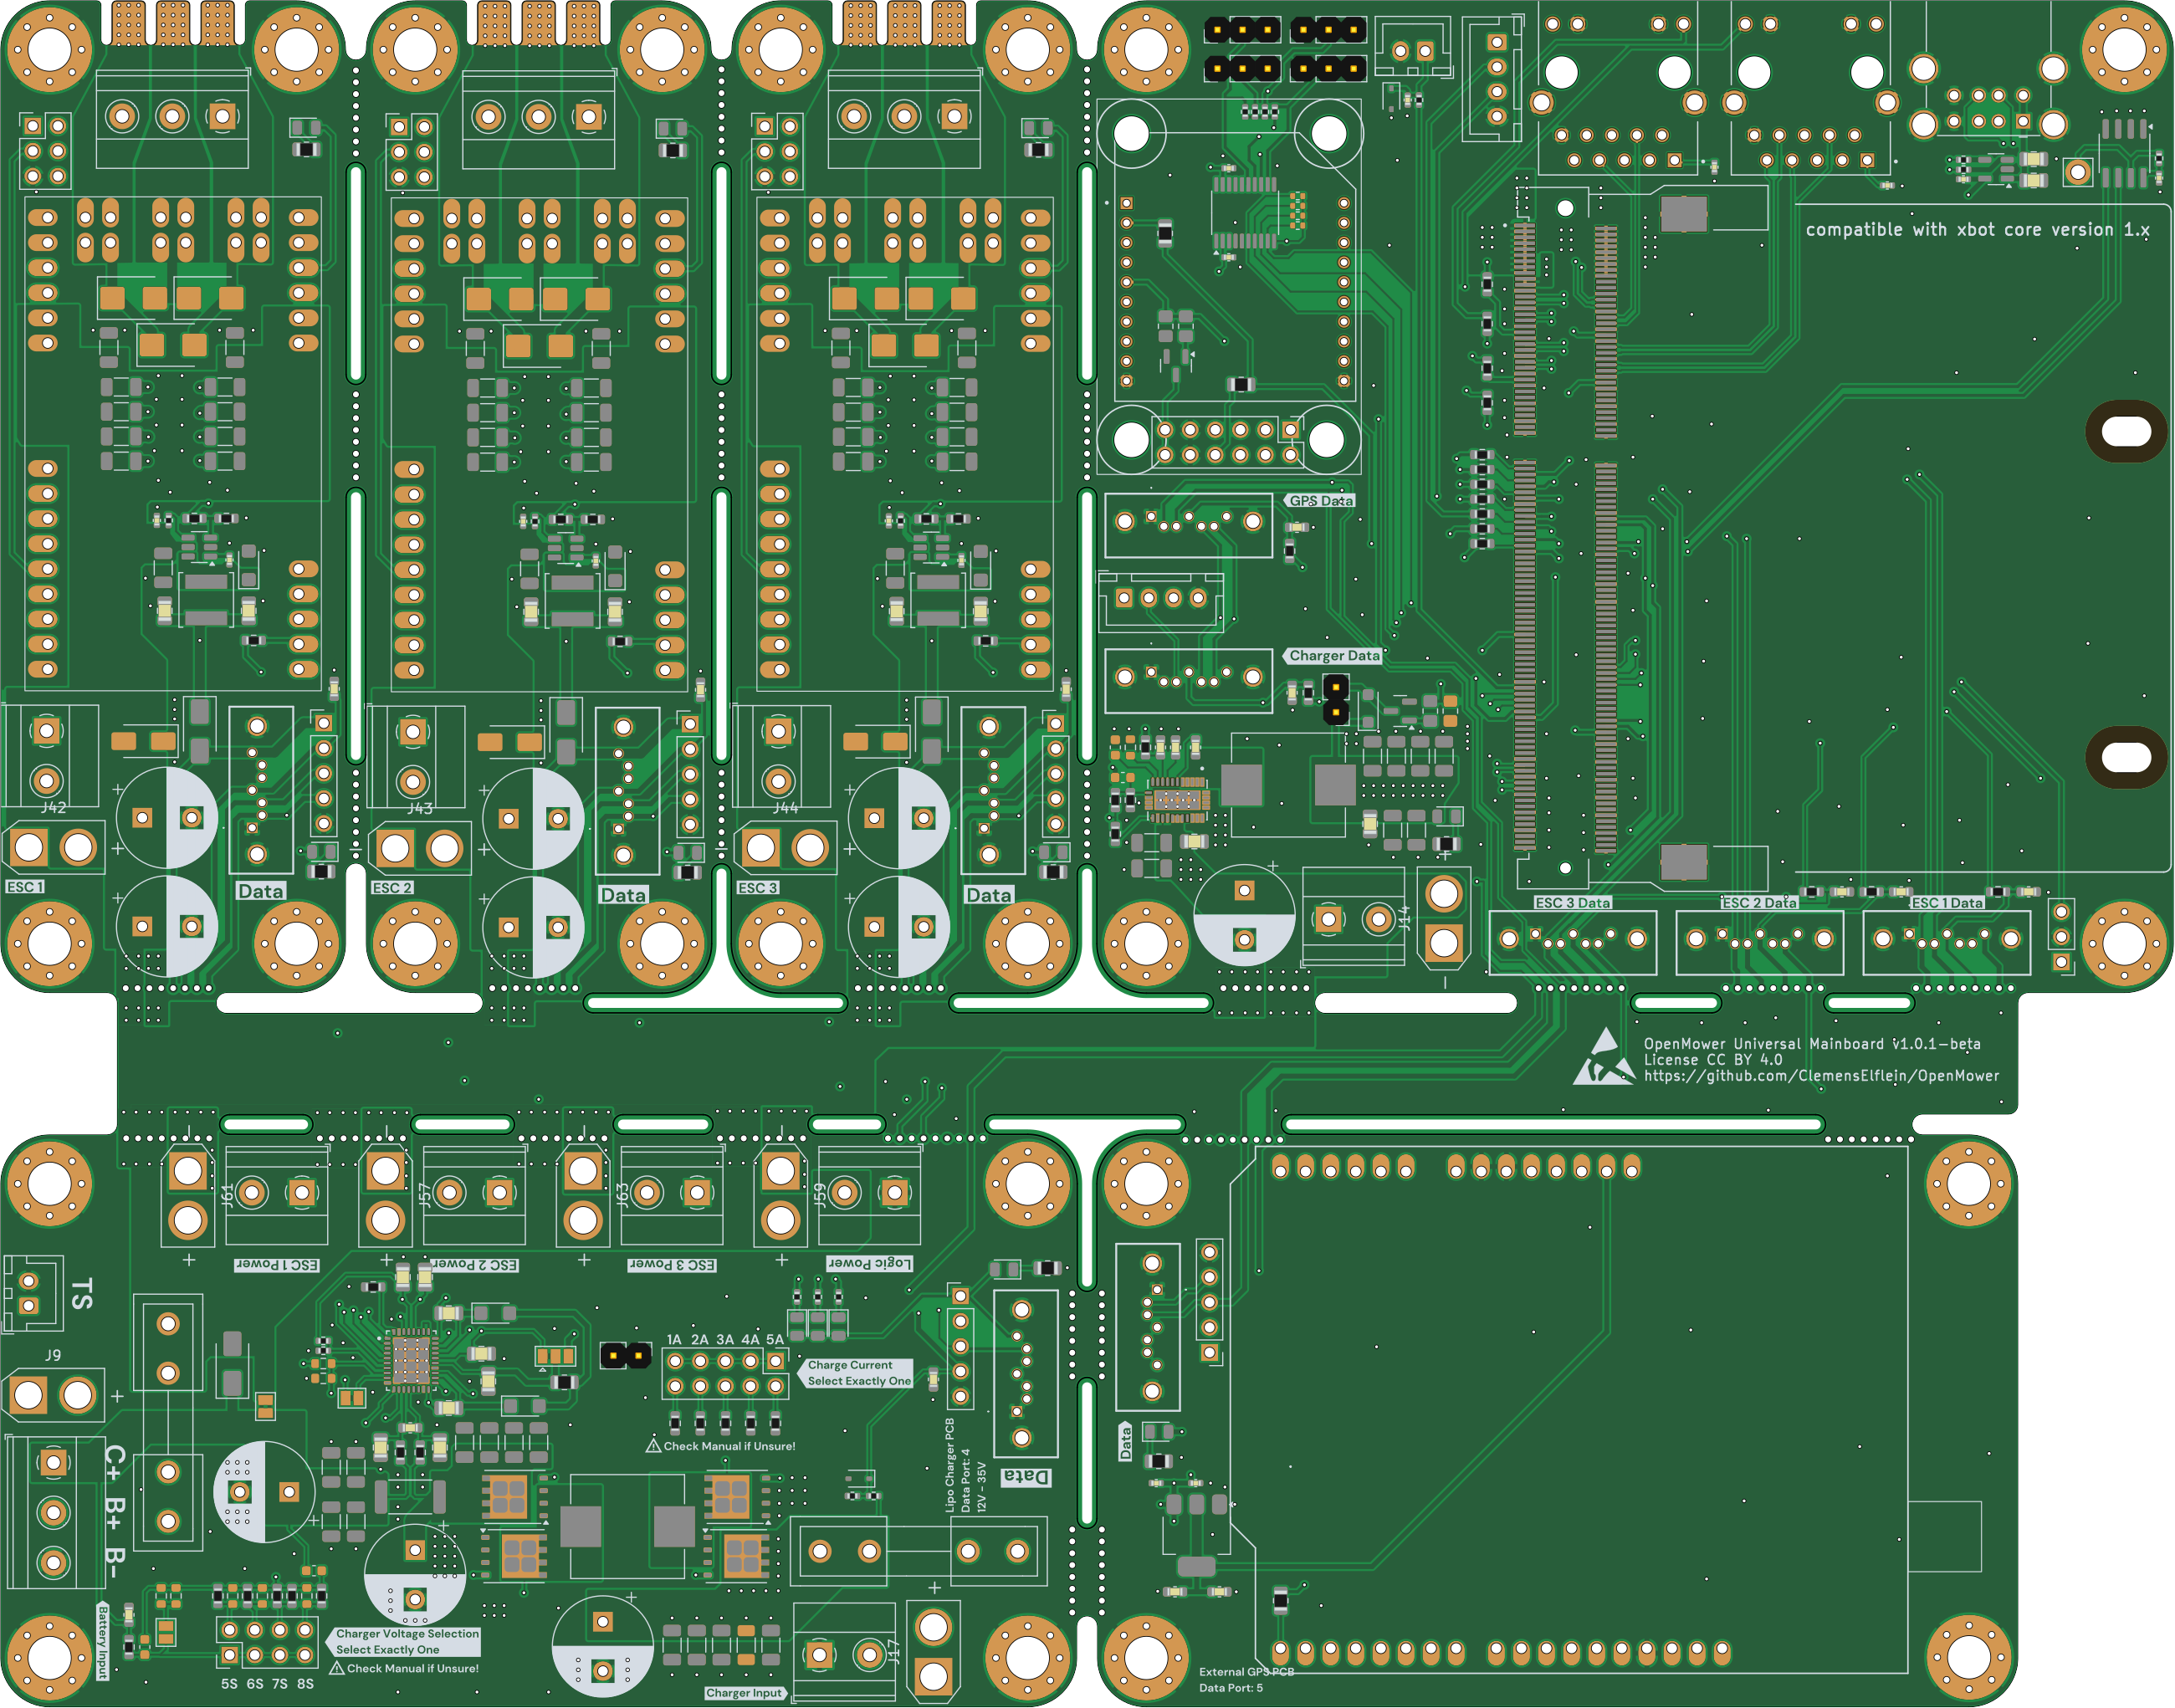 compatible with xbot core version 1.x
GPS Data
Charger Data
J42
J43
J44
ESC 1
Data
ESC 2
Data
ESC 3
Data
J14
ESC 3 Data
ESC 2 Data
ESC 1 Data
OpenMower Universal Mainboard v1.0.1-beta
License CC BY 4.0
https://github.com/ClemensElflein/OpenMower
J61
J57
J63
J59
ESC 1 Power
ESC 2 Power
ESC 3 Power
Logic Power
TS
J9
1A 2A 3A 4A 5A
Charge Current
Select Exactly One
Check Manual if Unsure!
Lipo Charger PCB
Data Port: 4
12V - 35V
Data
Data
C+ B+ B-
Battery Input
Charger Voltage Selection
Select Exactly One
Check Manual if Unsure!
5S 6S 7S 8S
J17
Charger Input
External GPS PCB
Data Port: 5